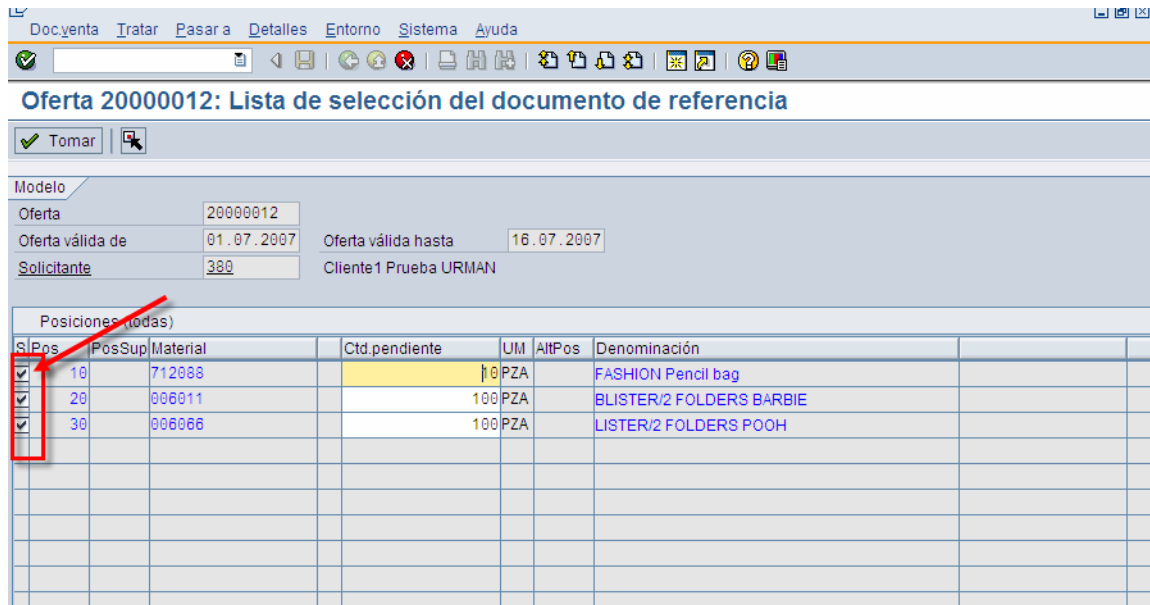 Doc.venta Tratar Pasar a Detalles Entorno Sistema Ayuda
Oferta 20000012: Lista de selección del documento de referencia
Tomar
Modelo
Oferta 20000012
Oferta válida de 01.07.2007 Oferta válida hasta 16.07.2007
Solicitante 380 Cliente1 Prueba URMAN
Posiciones (todas)
S Pos PosSup Material Ctd.pendiente UM AltPos Denominación
10 712088 10 PZA FASHION Pencil bag
20 006011 100 PZA BLISTER/2 FOLDERS BARBIE
30 006066 100 PZA LISTER/2 FOLDERS POOH